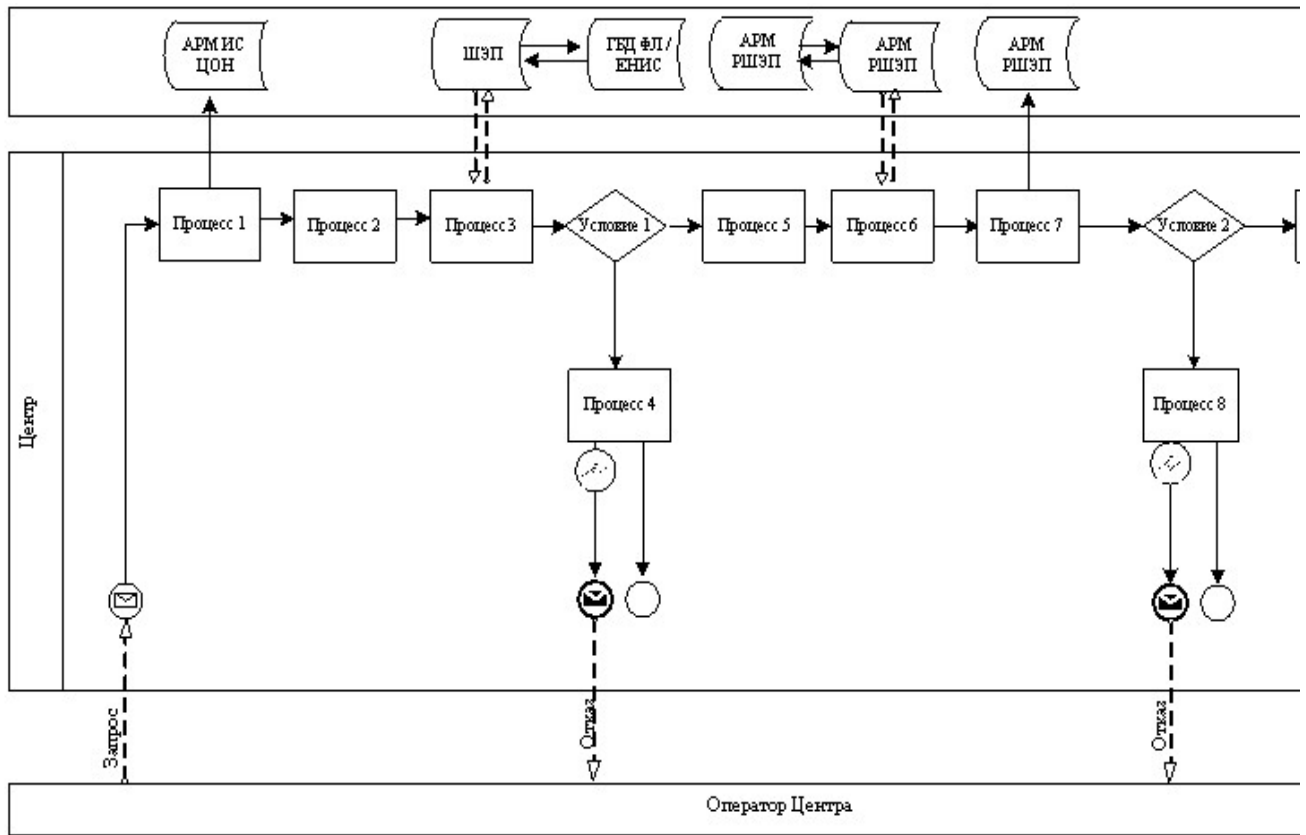 АРМ ИС
ЦОН
ШЭП
ГБД ФЛ /
ЕНИС
АРМ
РШЭП
АРМ
РШЭП
АРМ
РШЭП
Процесс 1
Процесс 2
Процесс 3
Условие 1
Процесс 5
Процесс 6
Процесс 7
Условие 2
Процесс 4
Процесс 8
Центр
Запрос
Отказ
Отказ
Оператор Центра